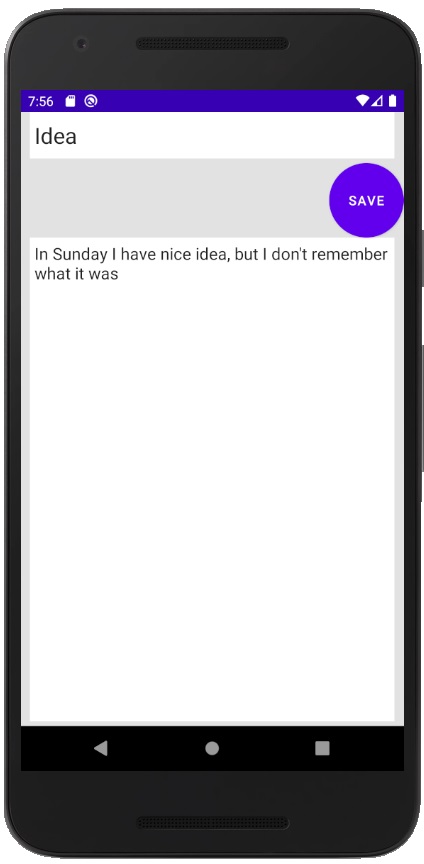 7:56
Idea
SAVE
In Sunday I have nice idea, but I don't remember
what it was